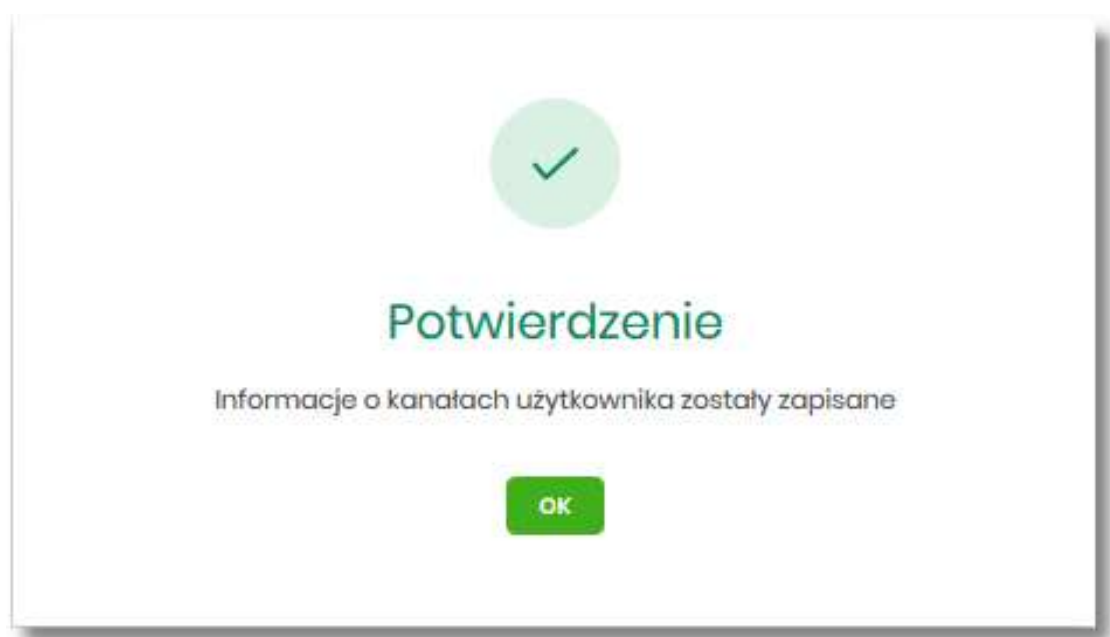 Potwierdzenie
Informacje o kanałach użytkownika zostały zapisane
OK